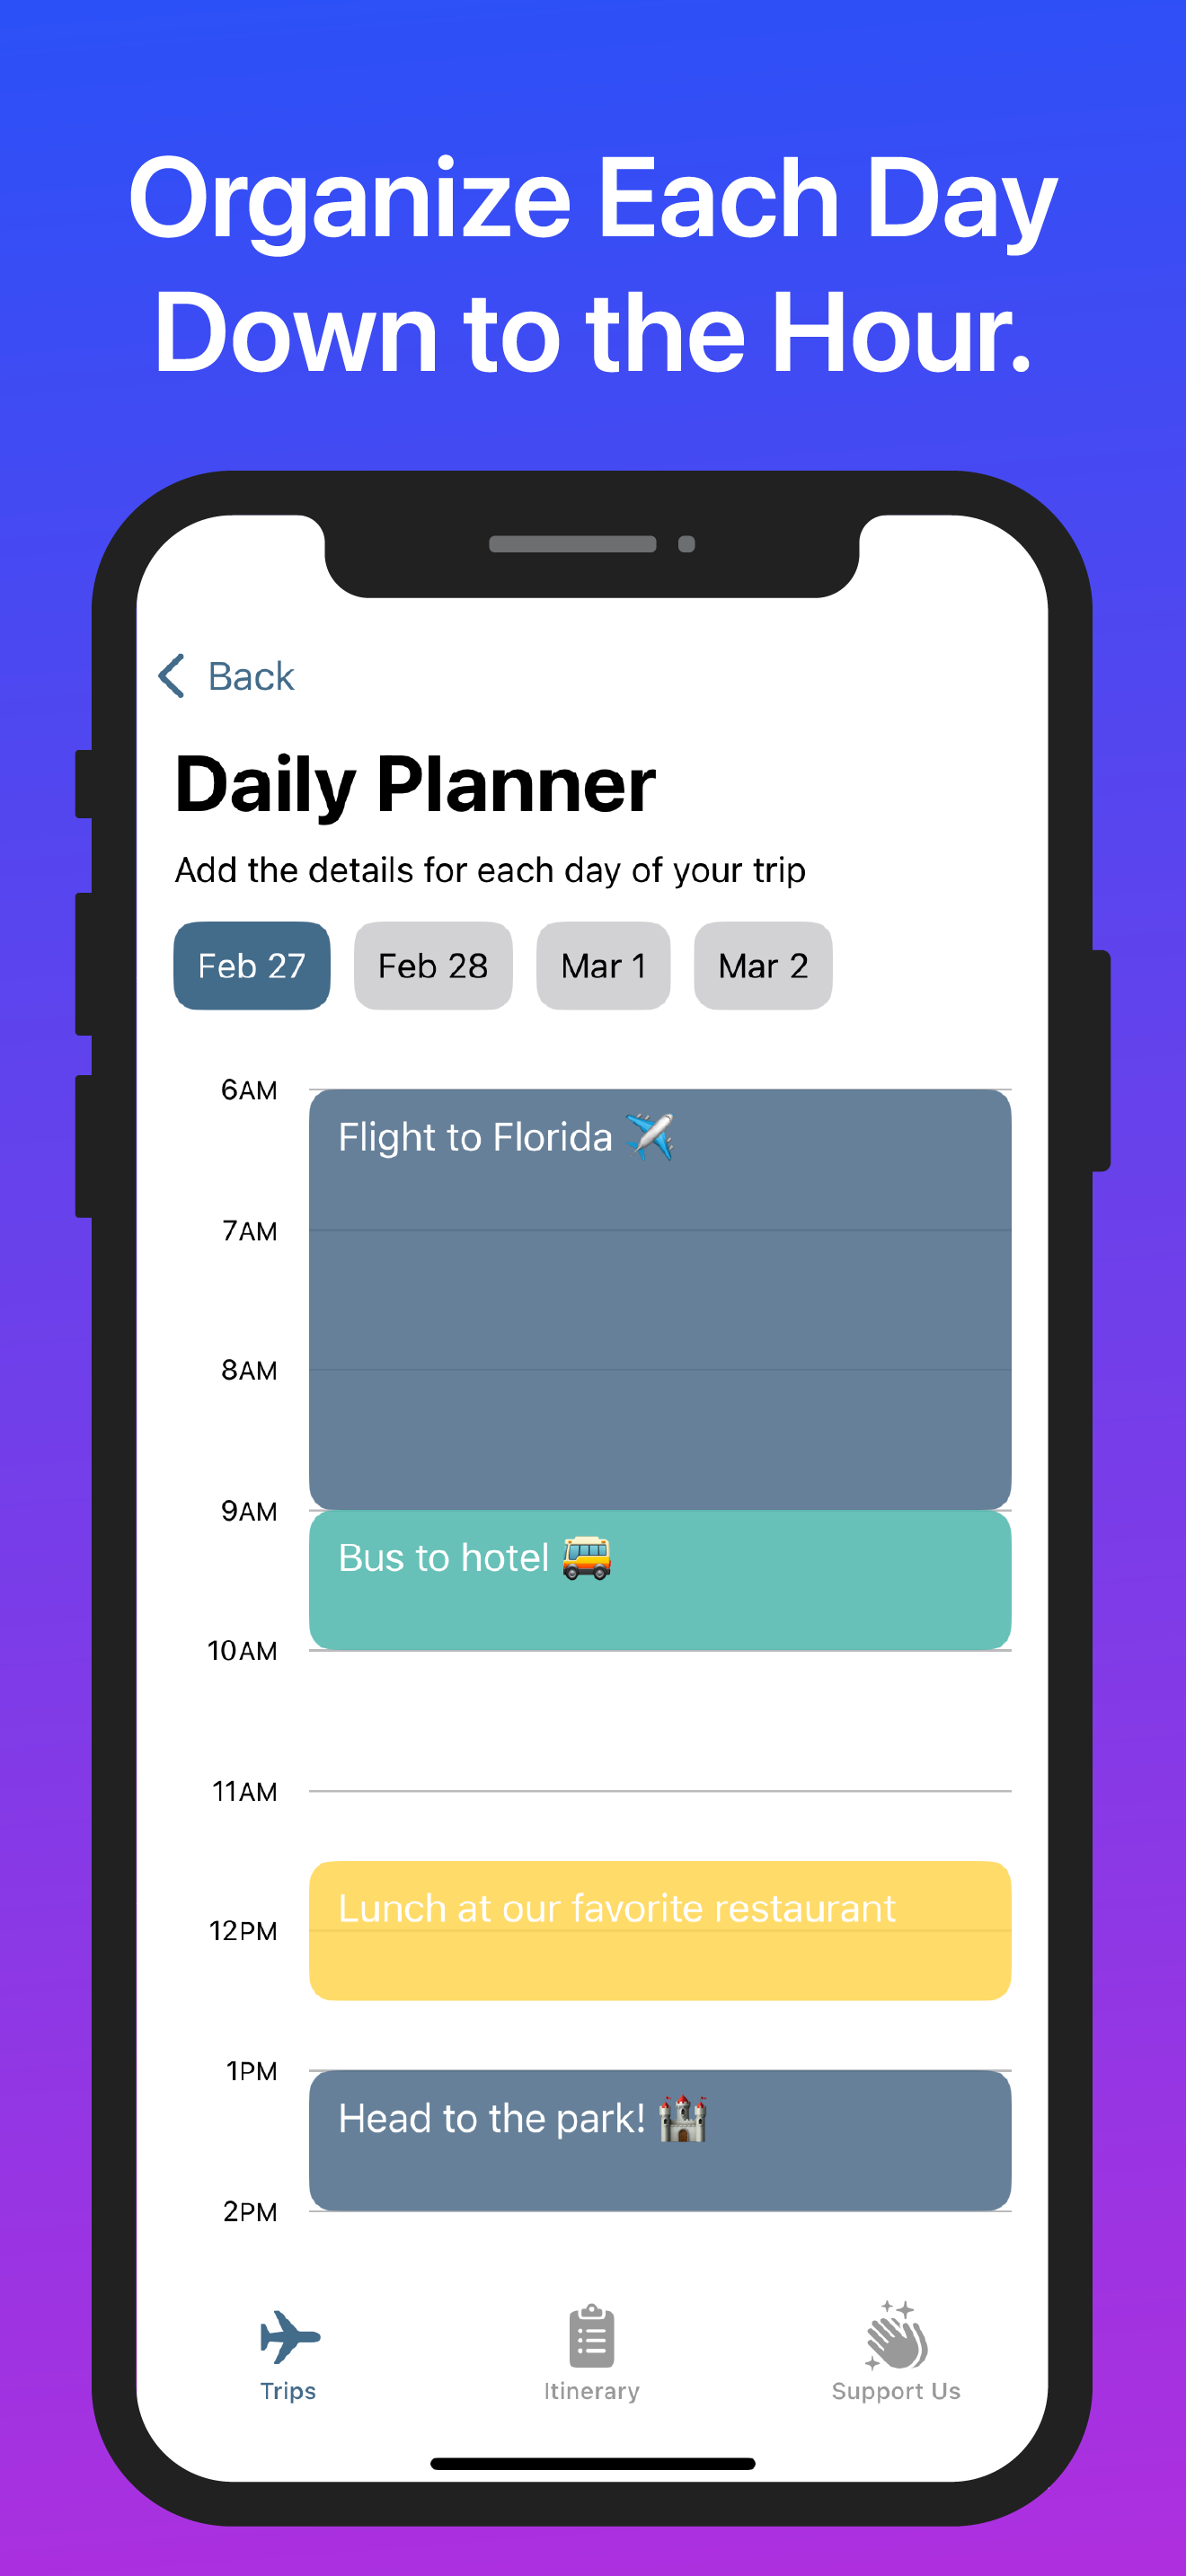 Organize Each Day
Down to the Hour.
Back
Daily Planner
Add the details for each day of your trip
Feb 27 Feb 28 Mar 1 Mar 2
6AM
Flight to Florida ✈️
7AM
8AM
9AM
Bus to hotel 🚌
10AM
11AM
Lunch at our favorite restaurant
12PM
1PM
Head to the park! 🏰
2PM
Trips Itinerary Support Us